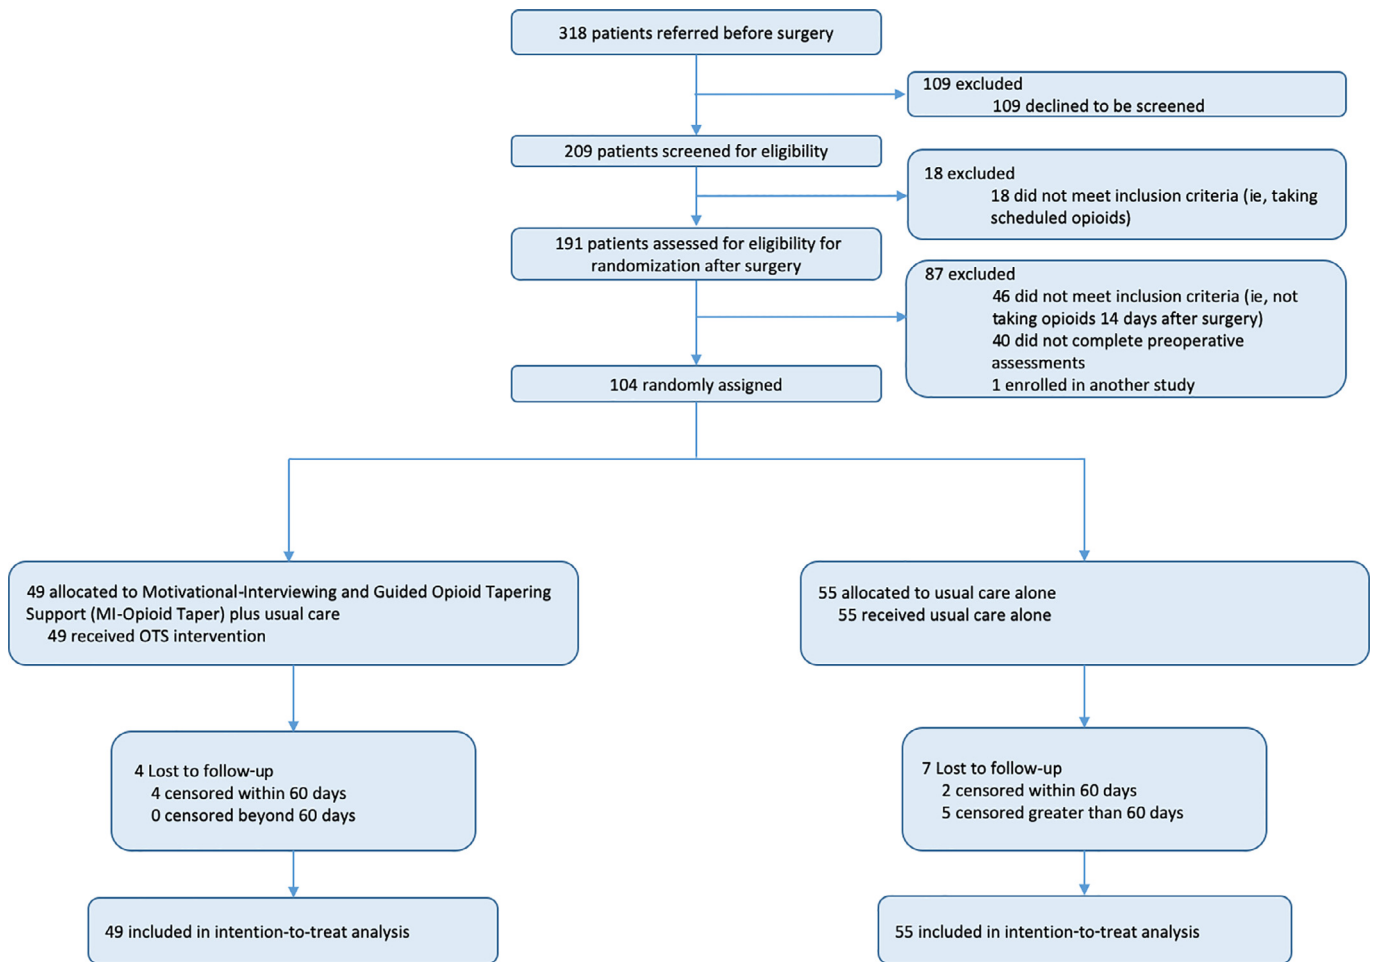 318 patients referred before surgery
109 excluded
109 declined to be screened
209 patients screened for eligibility
18 excluded
18 did not meet inclusion criteria (ie, taking
scheduled opioids)
191 patients assessed for eligibility for
randomization after surgery
87 excluded
46 did not meet inclusion criteria (ie, not
taking opioids 14 days after surgery)
40 did not complete preoperative
assessments
1 enrolled in another study
104 randomly assigned
49 allocated to Motivational-Interviewing and Guided Opioid Tapering
Support (MI-Opioid Taper) plus usual care
49 received OTS intervention
55 allocated to usual care alone
55 received usual care alone
4 Lost to follow-up
4 censored within 60 days
0 censored beyond 60 days
7 Lost to follow-up
2 censored within 60 days
5 censored greater than 60 days
49 included in intention-to-treat analysis
55 included in intention-to-treat analysis